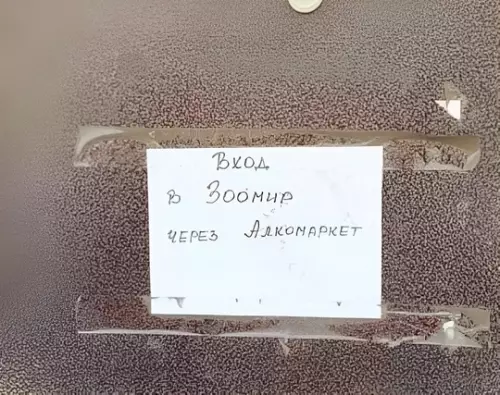 Вход
в Зоомир
через Алкомаркет